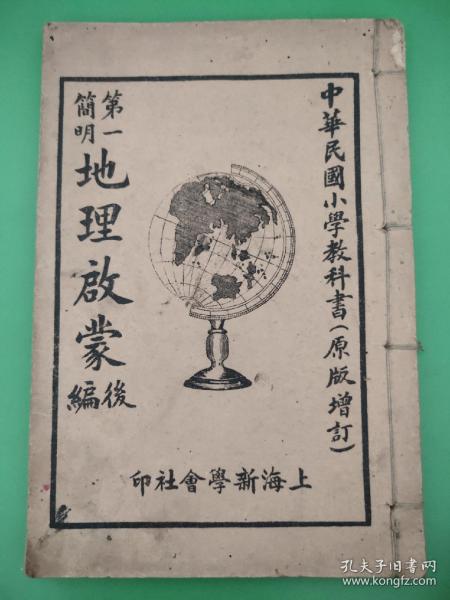 中華民國小學教科書(原版增訂)
第一簡明
地理啟蒙
後編
上海新學會社印
孔夫子旧书网
www.kongfz.com